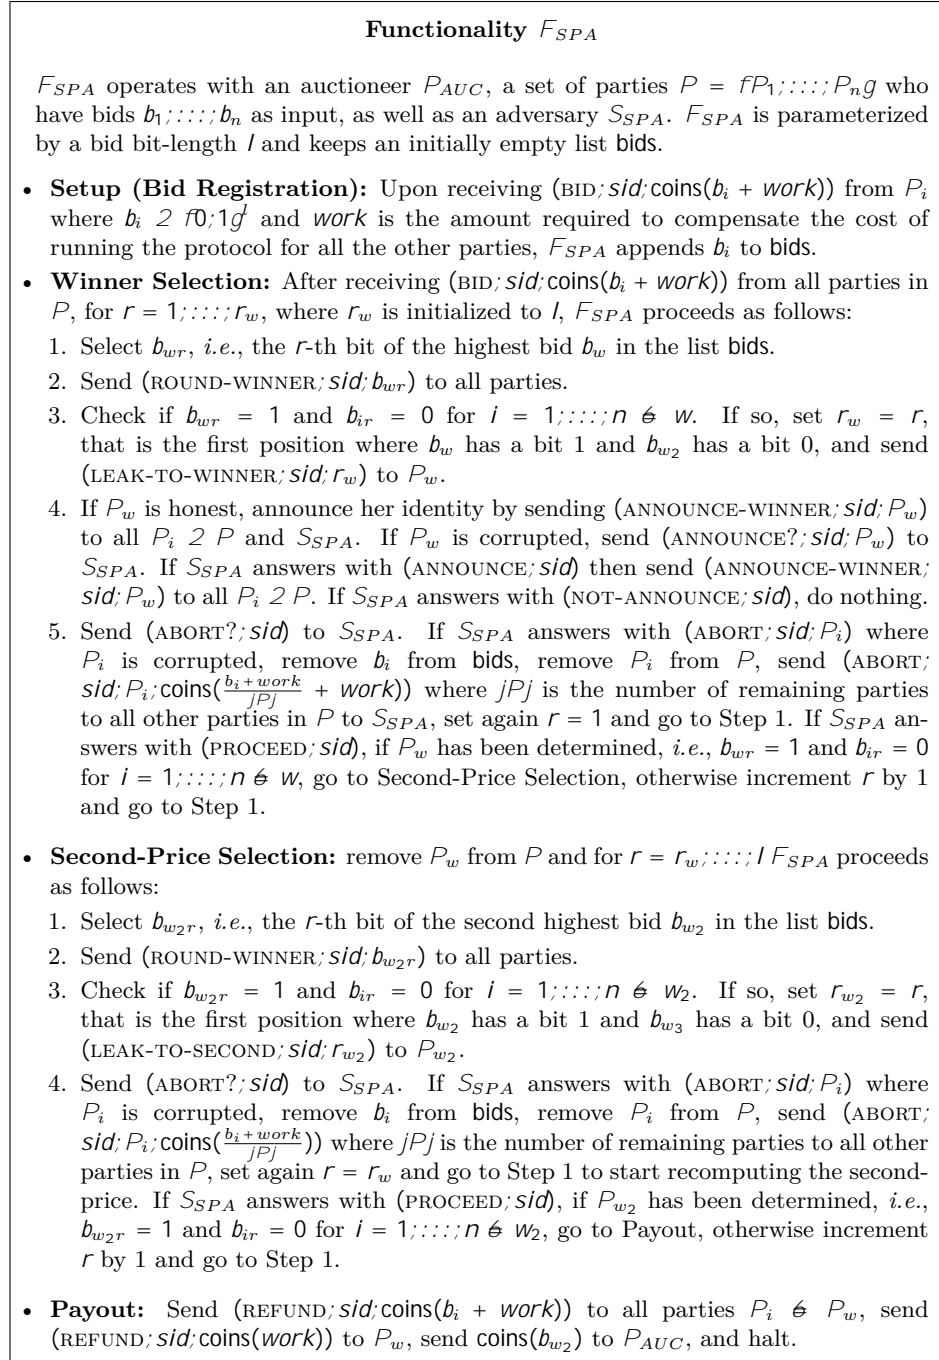 Functionality F_SPA
F_SPA operates with an auctioneer P_AUC, a set of parties P = fP_1; : : : ; P_n g who
have bids b_1; : : : ; b_n as input, as well as an adversary S_SPA. F_SPA is parameterized
by a bid bit-length l and keeps an initially empty list bids.
• Setup (Bid Registration): Upon receiving (BID; sid; coins(b_i + work)) from P_i
where b_i 2 f0; 1g^l and work is the amount required to compensate the cost of
running the protocol for all the other parties, F_SPA appends b_i to bids.
• Winner Selection: After receiving (BID; sid; coins(b_i + work)) from all parties in
P, for r = 1; : : : ; r_w, where r_w is initialized to l, F_SPA proceeds as follows:
1. Select b_wr, i.e., the r-th bit of the highest bid b_w in the list bids.
2. Send (ROUND-WINNER; sid; b_wr) to all parties.
3. Check if b_wr = 1 and b_ir = 0 for i = 1; : : : ; n ≠ w. If so, set r_w = r,
that is the first position where b_w has a bit 1 and b_w_2 has a bit 0, and send
(LEAK-TO-WINNER; sid; r_w) to P_w.
4. If P_w is honest, announce her identity by sending (ANNOUNCE-WINNER; sid; P_w)
to all P_i 2 P and S_SPA. If P_w is corrupted, send (ANNOUNCE?; sid; P_w) to
S_SPA. If S_SPA answers with (ANNOUNCE; sid) then send (ANNOUNCE-WINNER;
sid; P_w) to all P_i 2 P. If S_SPA answers with (NOT-ANNOUNCE; sid), do nothing.
5. Send (ABORT?; sid) to S_SPA. If S_SPA answers with (ABORT; sid; P_i) where
P_i is corrupted, remove b_i from bids, remove P_i from P, send (ABORT;
sid; P_i; coins(\frac{b_i+work}{jPj} + work)) where jPj is the number of remaining parties
to all other parties in P to S_SPA, set again r = 1 and go to Step 1. If S_SPA an-
swers with (PROCEED; sid), if P_w has been determined, i.e., b_wr = 1 and b_ir = 0
for i = 1; : : : ; n ≠ w, go to Second-Price Selection, otherwise increment r by 1
and go to Step 1.
• Second-Price Selection: remove P_w from P and for r = r_w; : : : ; l F_SPA proceeds
as follows:
1. Select b_w_2r, i.e., the r-th bit of the second highest bid b_w_2 in the list bids.
2. Send (ROUND-WINNER; sid; b_w_2r) to all parties.
3. Check if b_w_2r = 1 and b_ir = 0 for i = 1; : : : ; n ≠ w_2. If so, set r_w_2 = r,
that is the first position where b_w_2 has a bit 1 and b_w_3 has a bit 0, and send
(LEAK-TO-SECOND; sid; r_w_2) to P_w_2.
4. Send (ABORT?; sid) to S_SPA. If S_SPA answers with (ABORT; sid; P_i) where
P_i is corrupted, remove b_i from bids, remove P_i from P, send (ABORT;
sid; P_i; coins(\frac{b_i+work}{jPj})) where jPj is the number of remaining parties to all other
parties in P, set again r = r_w and go to Step 1 to start recomputing the second-
price. If S_SPA answers with (PROCEED; sid), if P_w_2 has been determined, i.e.,
b_w_2r = 1 and b_ir = 0 for i = 1; : : : ; n ≠ w_2, go to Payout, otherwise increment
r by 1 and go to Step 1.
• Payout: Send (REFUND; sid; coins(b_i + work)) to all parties P_i ≠ P_w, send
(REFUND; sid; coins(work)) to P_w, send coins(b_w_2) to P_AUC, and halt.